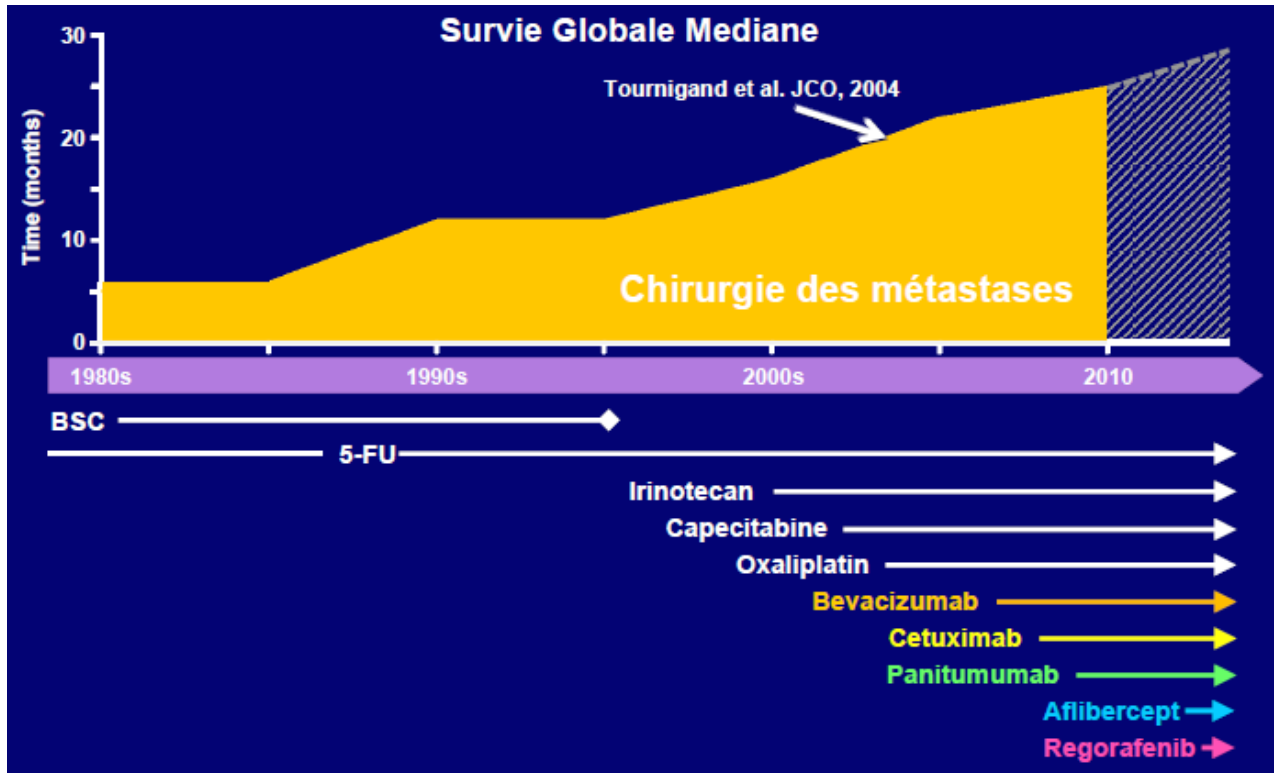 Survie Globale Mediane
Tournigand et al. JCO, 2004
Time (months)
30
20
10
0
Chirurgie des métastases
1980s 1990s 2000s 2010
BSC
5-FU
Irinotecan
Capecitabine
Oxaliplatin
Bevacizumab
Cetuximab
Panitumumab
Aflibercept
Regorafenib